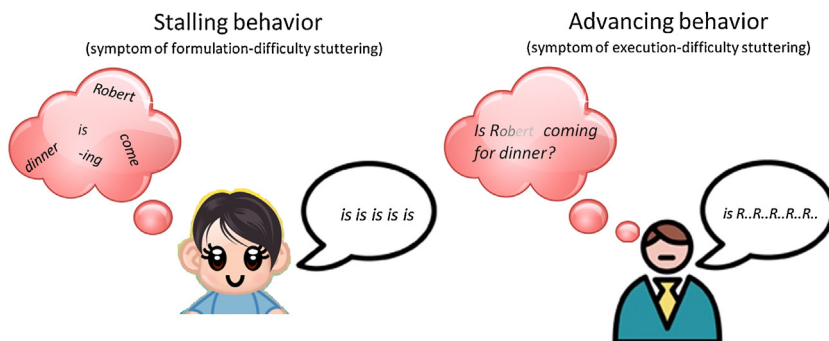 Stalling behavior
(symptom of formulation-difficulty stuttering)
Robert
is
dinner
-ing
come
is is is is is
Advancing behavior
(symptom of execution-difficulty stuttering)
Is Robert coming
for dinner?
is R..R..R..R..R..